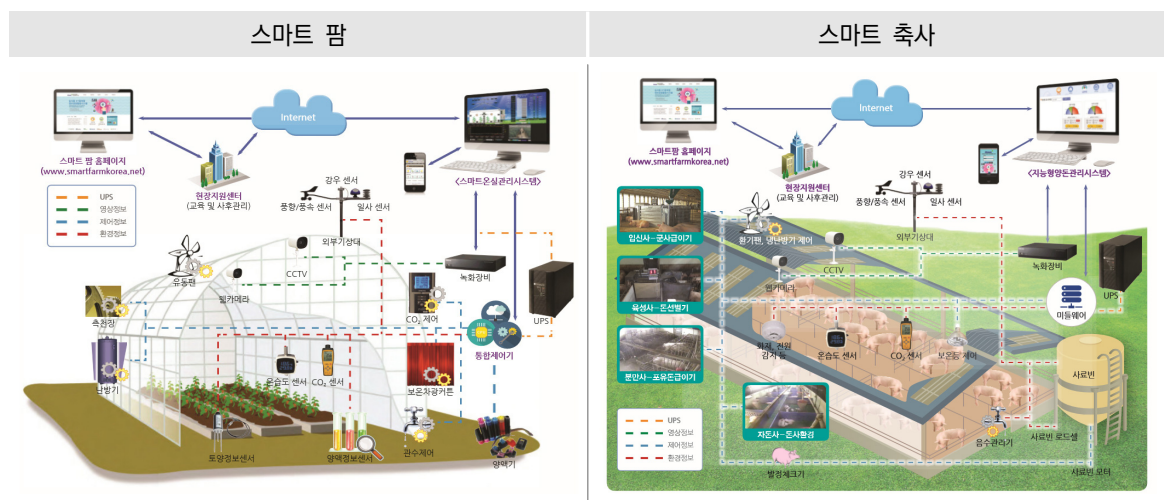 스마트 팜
스마트 축사
Internet
스마트 팜 홈페이지
(www.smartfarmkorea.net)
현장지원센터
(교육 및 사후관리)
<스마트온실관리시스템>
강우 센서
풍향/풍속 센서
일사 센서
외부기상대
UPS
영상정보
제어정보
환경정보
유동팬
CCTV
웹카메라
녹화장비
UPS
측천창
CO₂ 제어
통합제어기
난방기
온습도 센서
CO₂ 센서
보온차광커튼
토양정보센서
양액정보센서
관수제어
양액기
Internet
스마트팜 홈페이지
(www.smartfarmkorea.net)
현장지원센터
(교육 및 사후관리)
<지능형양돈관리시스템>
강우 센서
풍향/풍속 센서
일사 센서
외부기상대
임신사-군사급이기
환기팬, 냉난방기 제어
CCTV
웹카메라
녹화장비
UPS
육성사-돈선별기
미들웨어
화재, 전원
감지 등
온습도 센서
CO₂ 센서
보온등 제어
분만사-포유돈급이기
사료빈
자돈사-돈사환경
음수관리기
사료빈 로드셀
UPS
영상정보
제어정보
환경정보
발정체크기
사료빈 모터